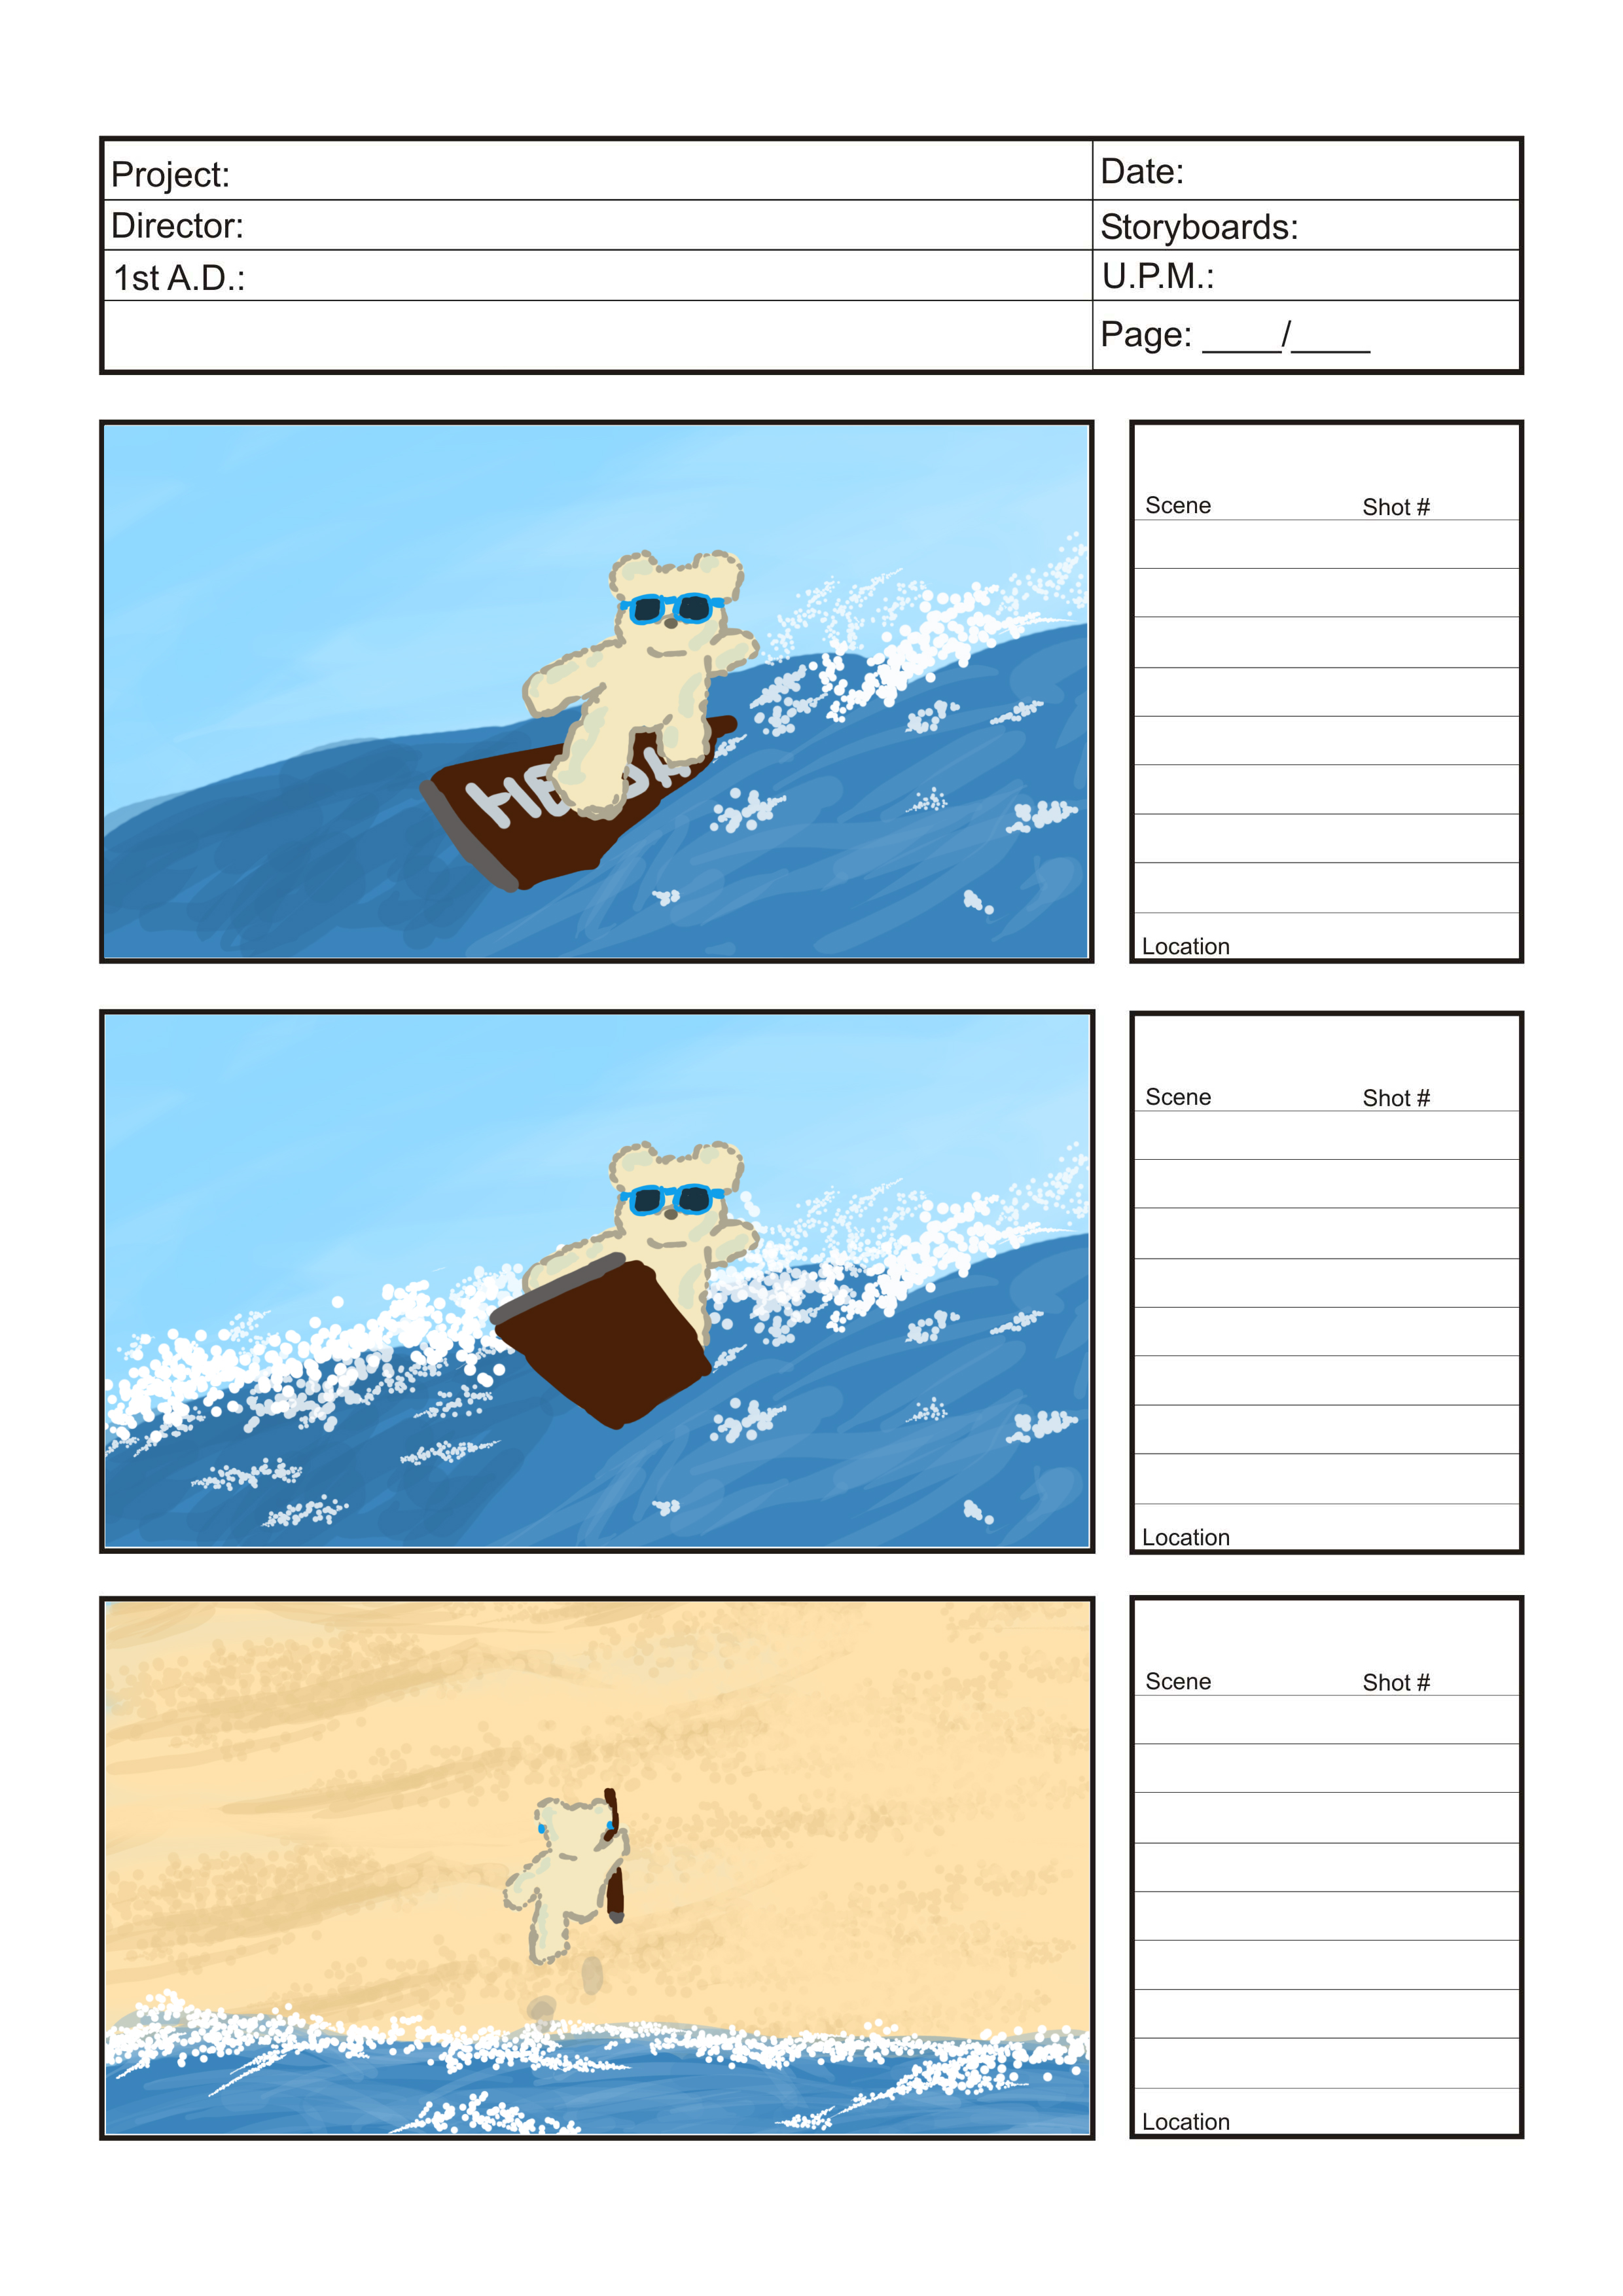 Project:
Date:
Director:
Storyboards:
1st A.D.:
U.P.M.:
Page: ____/____
Scene Shot #
Location
Scene Shot #
Location
Scene Shot #
Location